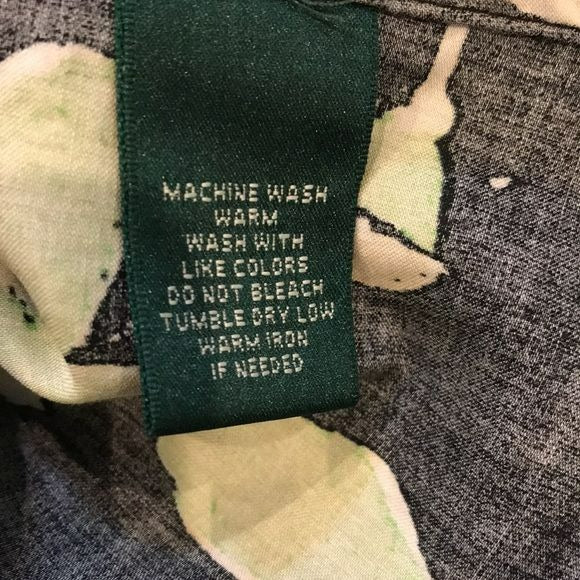 MACHINE WASH
WARM
WASH WITH
LIKE COLORS
DO NOT BLEACH
TUMBLE DRY LOW
WARM IRON
IF NEEDED